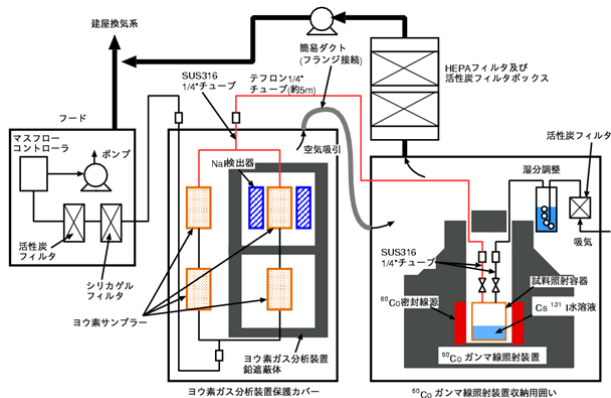 建屋換気系
簡易ダクト
(フランジ接続)
HEPAフィルタ及び
活性炭フィルタボックス
SUS316
1/4"チューブ
テフロン1/4"
チューブ(約5m)
フード
マスフロー
コントローラ
ポンプ
活性炭
フィルタ
シリカゲル
フィルタ
空気吸引
NaI検出器
ヨウ素サンプラー
ヨウ素ガス分析装置
鉛遮蔽体
ヨウ素ガス分析装置保護カバー
活性炭フィルタ
湿分調整
吸気
SUS316
1/4"チューブ
試料照射容器
60Co密封線源
Cs 131 I水溶液
60Co ガンマ線照射装置
60Co ガンマ線照射装置収納用囲い